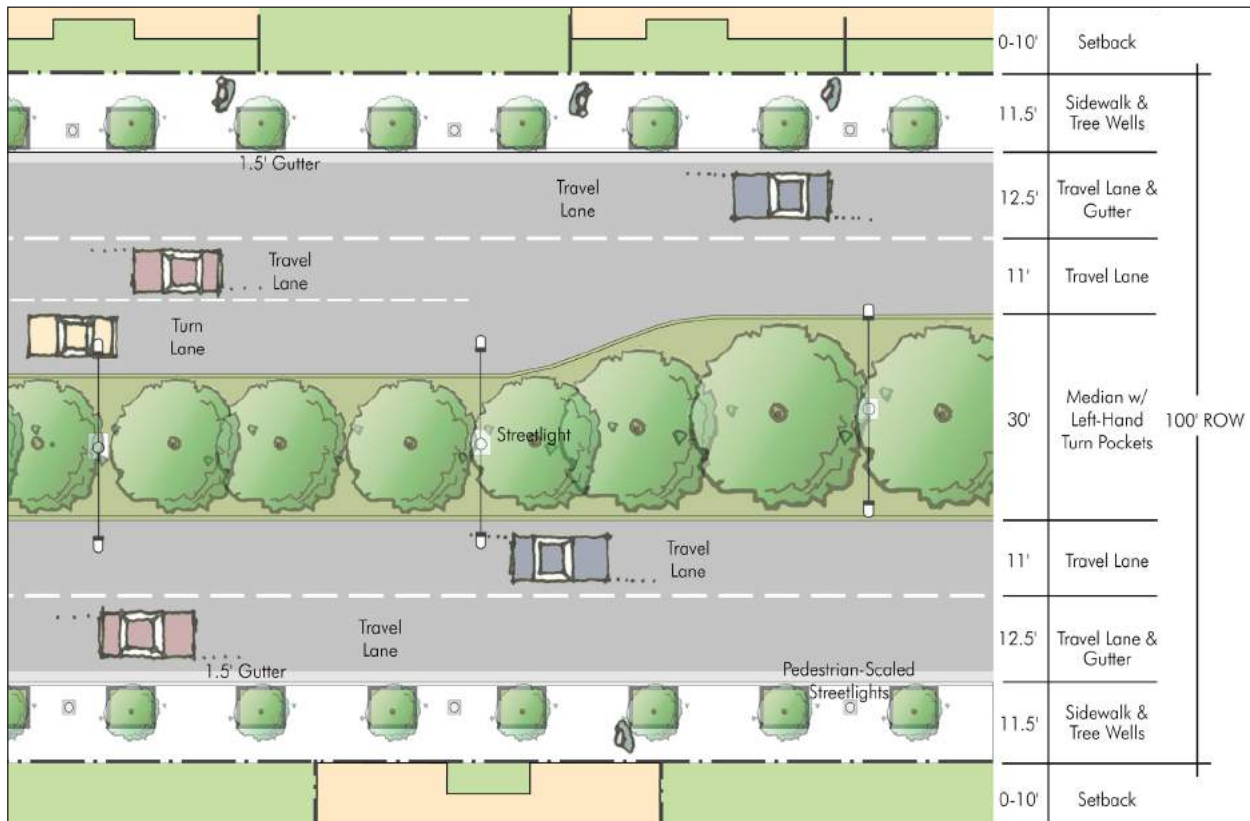 0-10'
Setback
11.5'
Sidewalk &
Tree Wells
1.5' Gutter
Travel
Lane
12.5'
Travel Lane &
Gutter
Travel
Lane
11'
Travel Lane
Turn
Lane
Streetlight
30'
Median w/
Left-Hand
Turn Pockets
100' ROW
Travel
Lane
11'
Travel Lane
Travel
Lane
12.5'
Travel Lane &
Gutter
1.5' Gutter
Pedestrian-Scaled
Streetlights
11.5'
Sidewalk &
Tree Wells
0-10'
Setback